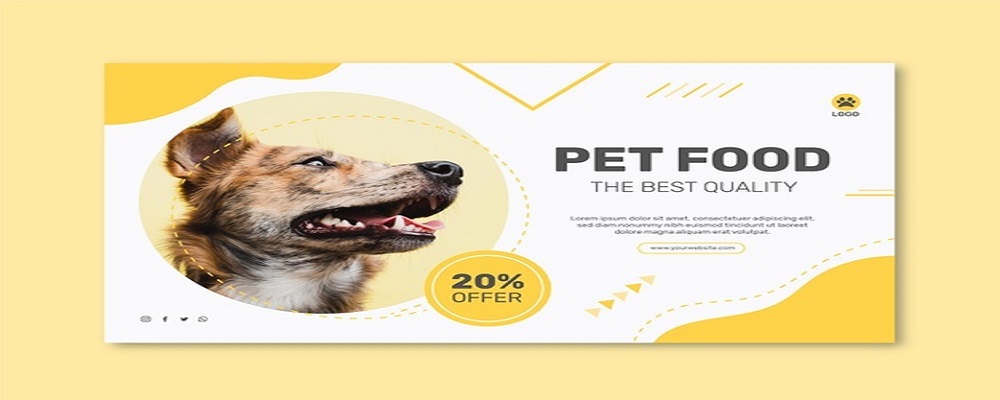 LOGO
PET FOOD
THE BEST QUALITY
Lorem ipsum dolor sit amet, consectetuer adipiscing elit,
sed diam nonummy nibh euismod tincidunt ut laoreet
dolore magna aliquam erat volutpat.
www.yourwebsite.com
20%
OFFER